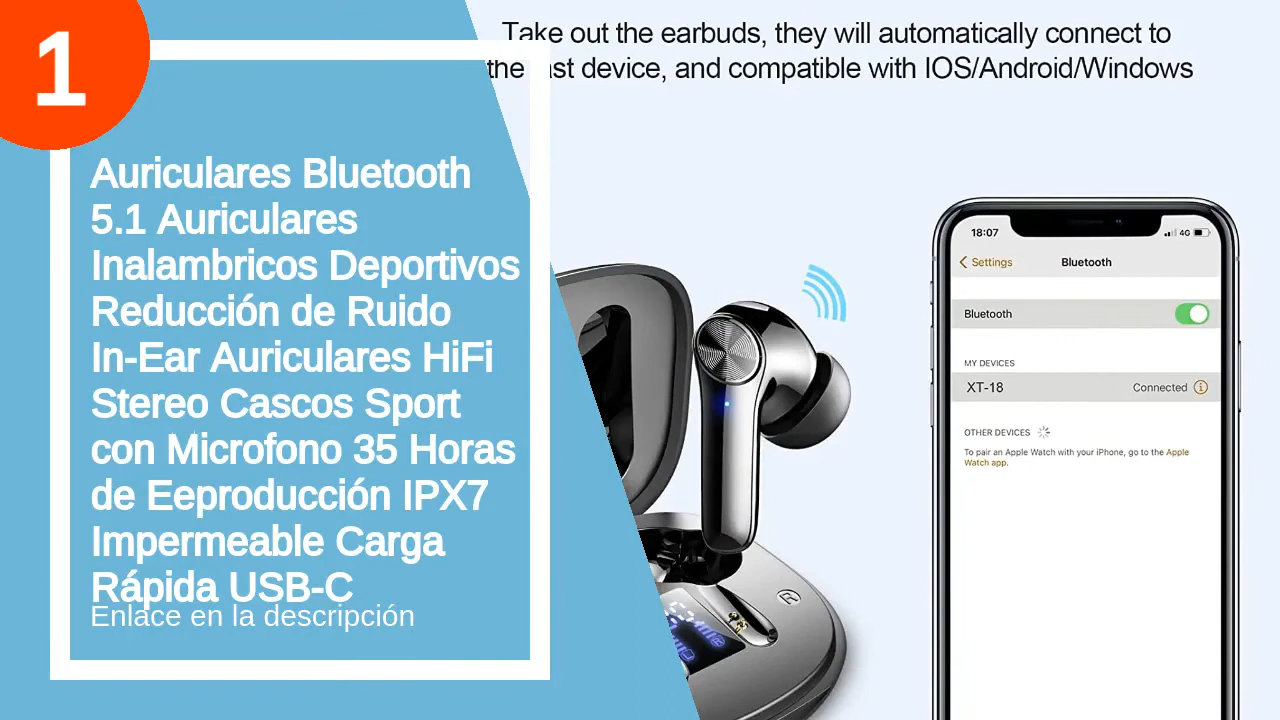 1
Take out the earbuds, they will automatically connect to
the ast device, and compatible with IOS/Android/Windows
Auriculares Bluetooth
5.1 Auriculares
Inalambricos Deportivos
Reducción de Ruido
In-Ear Auriculares HiFi
Stereo Cascos Sport
con Microfono 35 Horas
de Eeproducción IPX7
Impermeable Carga
Rápida USB-C
Enlace en la descripción
18:07
4G
Settings
Bluetooth
Bluetooth
MY DEVICES
XT-18 Connected
OTHER DEVICES
To pair an Apple Watch with your iPhone, go to the Apple
Watch app.
R